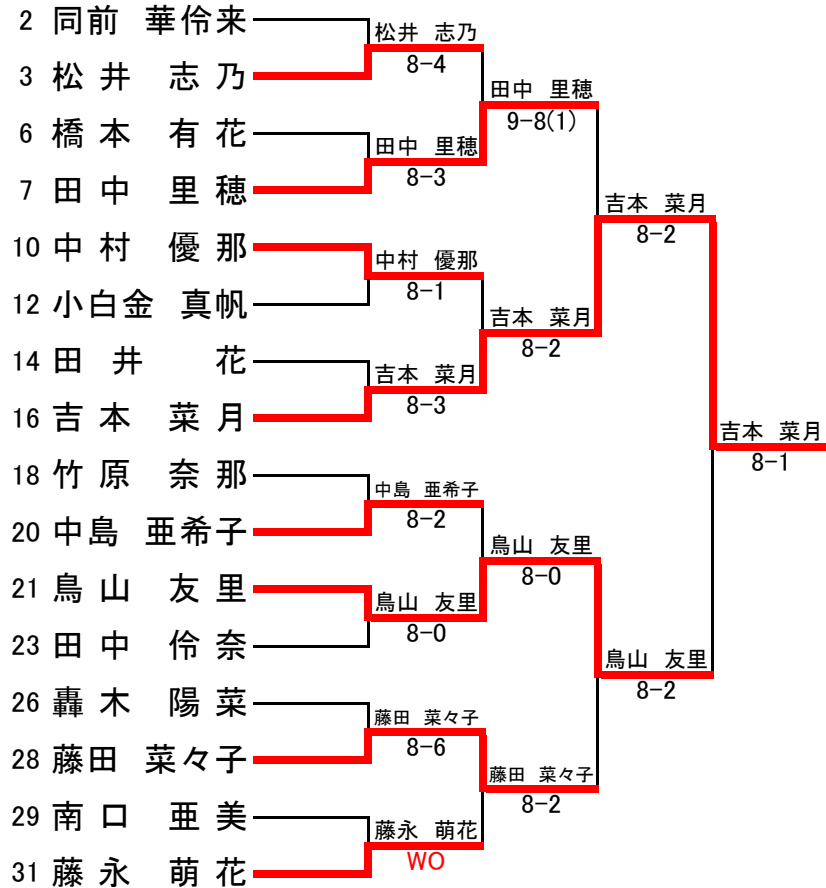 2 同前 華伶来
3 松井 志乃
6 橋本 有花
7 田中 里穂
10 中村 優那
12 小白金 真帆
14 田井 花
16 吉本 菜月
18 竹原 奈那
20 中島 亜希子
21 鳥山 友里
23 田中 伶奈
26 轟木 陽菜
28 藤田 菜々子
29 南口 亜美
31 藤永 萌花
松井 志乃
8-4
田中 里穂
8-3
中村 優那
8-1
吉本 菜月
8-3
中島 亜希子
8-2
鳥山 友里
8-0
藤田 菜々子
8-6
藤永 萌花
WO
田中 里穂
9-8(1)
吉本 菜月
8-2
鳥山 友里
8-0
藤田 菜々子
8-2
吉本 菜月
8-2
鳥山 友里
8-2
吉本 菜月
8-1